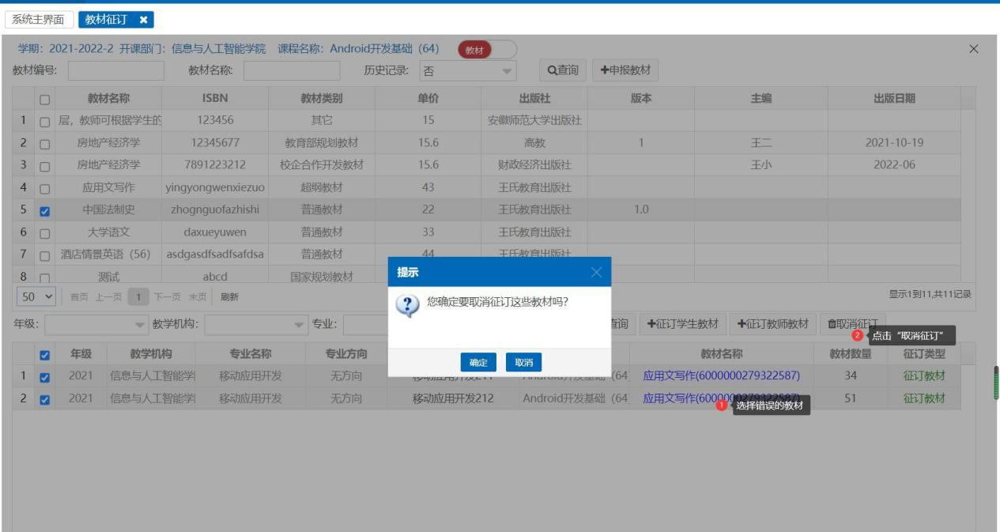 系统主界面 教材征订
学期：2021-2022-2 开课部门：信息与人工智能学院 课程名称：Android开发基础（64） 教材
教材编号: 教材名称: 历史记录: 否 查询 申报教材
教材名称 ISBN 教材类别 单价 出版社 版本 主编 出版日期
1 层，教师可根据学生的 123456 其它 15 安徽师范大学出版社
2 房地产经济学 12345677 教育部规划教材 15.6 高教 1 王二 2021-10-19
3 房地产经济学 7891223212 校企合作开发教材 15.6 财政经济出版社 王小 2022-06
4 应用文写作 yingyongwenxiezuo 超纲教材 43 王氏教育出版社
5 中国法制史 zhognguofazhishi 普通教材 22 王氏教育出版社 1.0
6 大学语文 daxueyuwen 普通教材 33 王氏教育出版社
7 酒店情景英语（56） asdgasdfsadfsafdsa 普通教材 44 王氏教育出版社
8 测试 abcd 国家规划教材
提示
您确定要取消征订这些教材吗?
确定 取消
50 首页 上一页 1 下一页 末页 刷新 显示1到11,共11记录
年级: 教学机构: 专业: 查询 征订学生教材 征订教师教材 取消征订
2 点击“取消征订”
年级 教学机构 专业名称 专业方向 教材名称 教材数量 征订类型
1 2021 信息与人工智能学 移动应用开发 无方向 移动应用开发211 Android开发基础（64 应用文写作(6000000279322587) 34 征订教材
2 2021 信息与人工智能学 移动应用开发 无方向 移动应用开发212 Android开发基础（64 应用文写作(6000000279322587) 51 征订教材
1 选择错误的教材